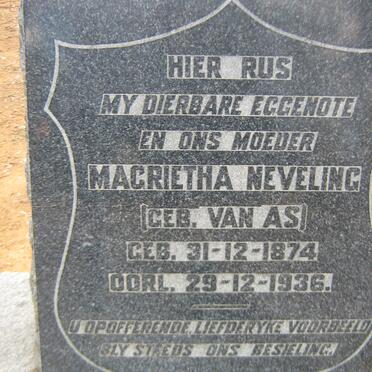 HIER RUS
MY DIERBARE EGGENOTE
EN ONS MOEDER
MAGRIETHA NEVELING
(GEB. VAN AS)
GEB. 31-12-1874
OORL. 29-12-1936.
U OPOFFERENDE LIEFDERYKE VOORBEELD
BLY STEEDS ONS BESIELING.